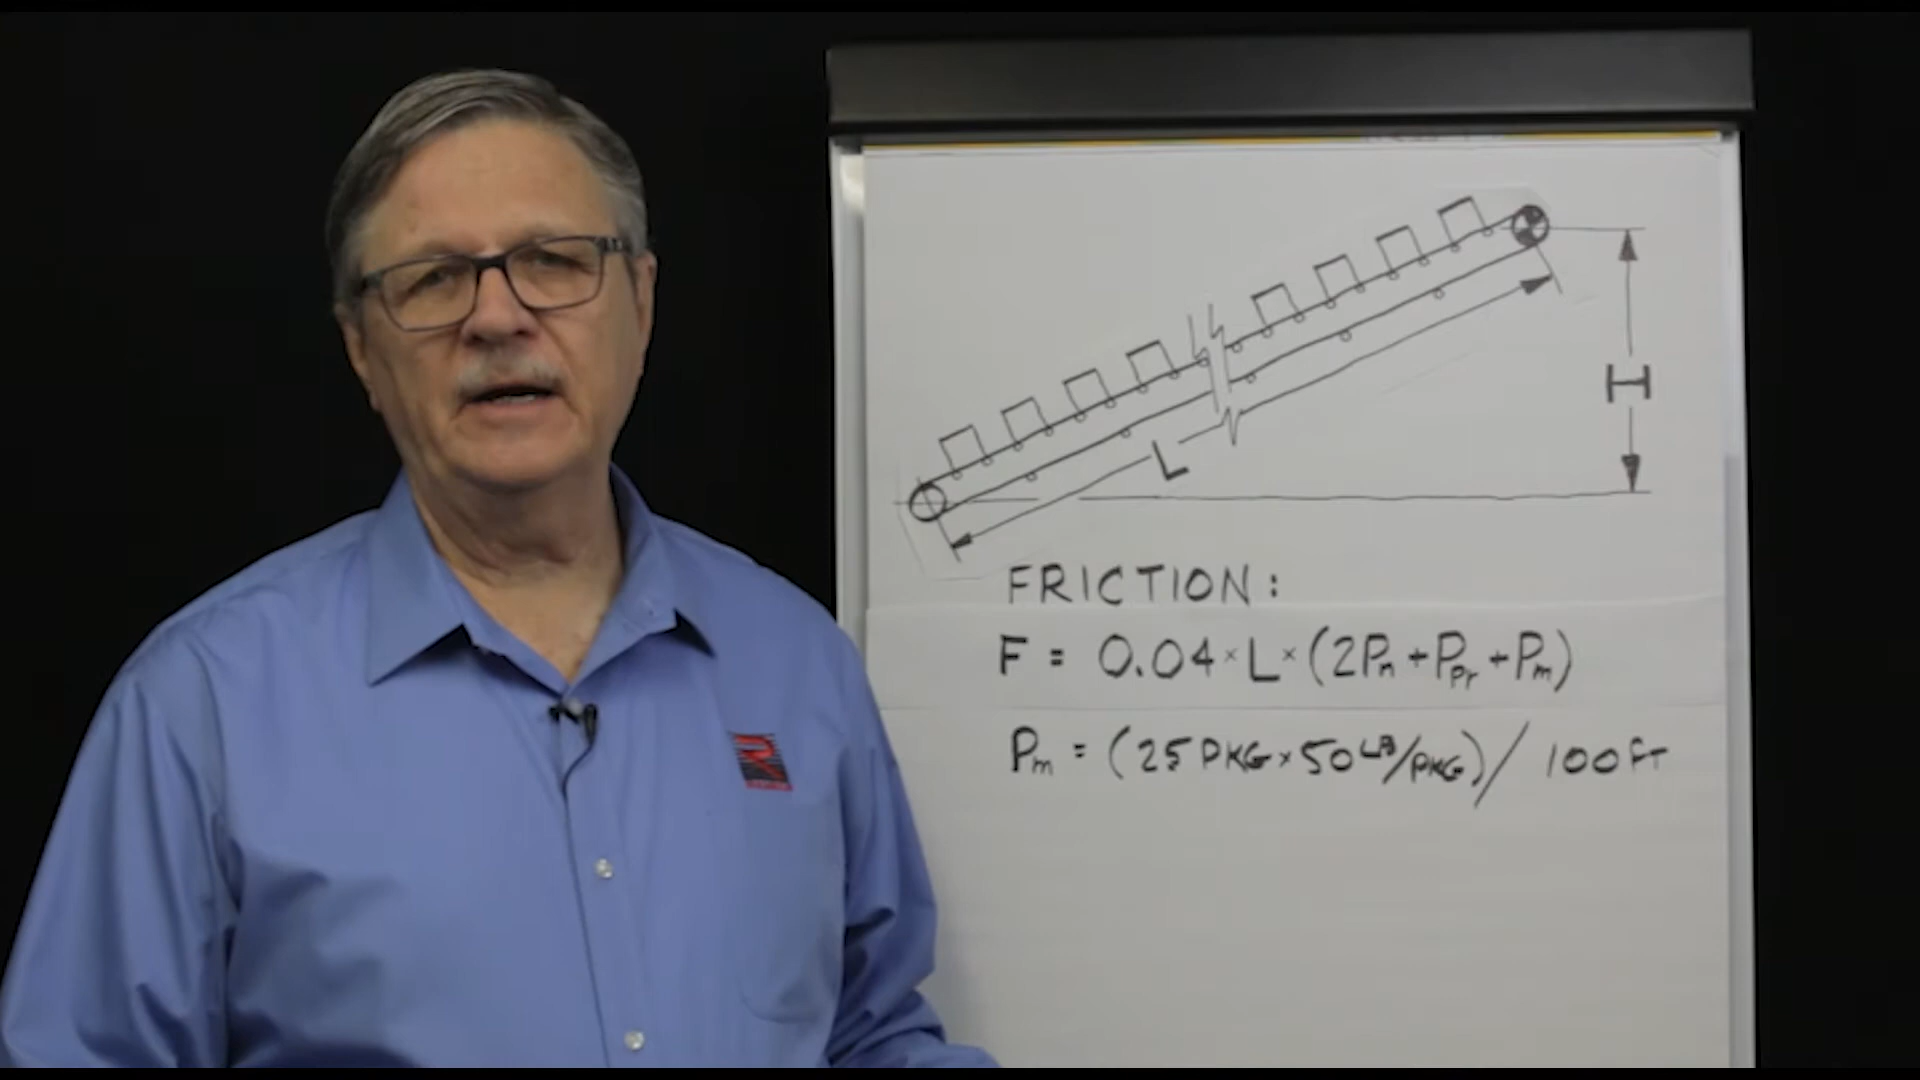 H
L
FRICTION:
F = 0.04 × L × (2Pn + Ppr + Pm)
Pm = (25 PKG × 50 LB/PKG) / 100 FT